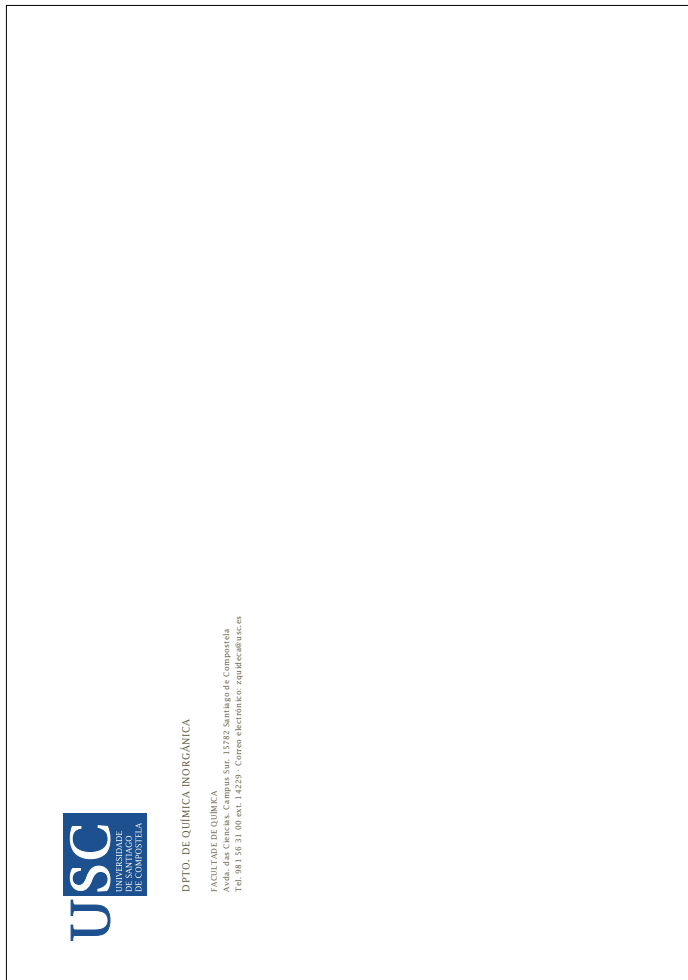 USC
UNIVERSIDADE
DE SANTIAGO
DE COMPOSTELA
DPTO. DE QUÍMICA INORGÁNICA
FACULTADE DE QUÍMICA
Avda. das Ciencias. Campus Sur. 15782 Santiago de Compostela
Tel. 981 56 31 00 ext. 14229 · Correo electrónico: zquideca@usc.es